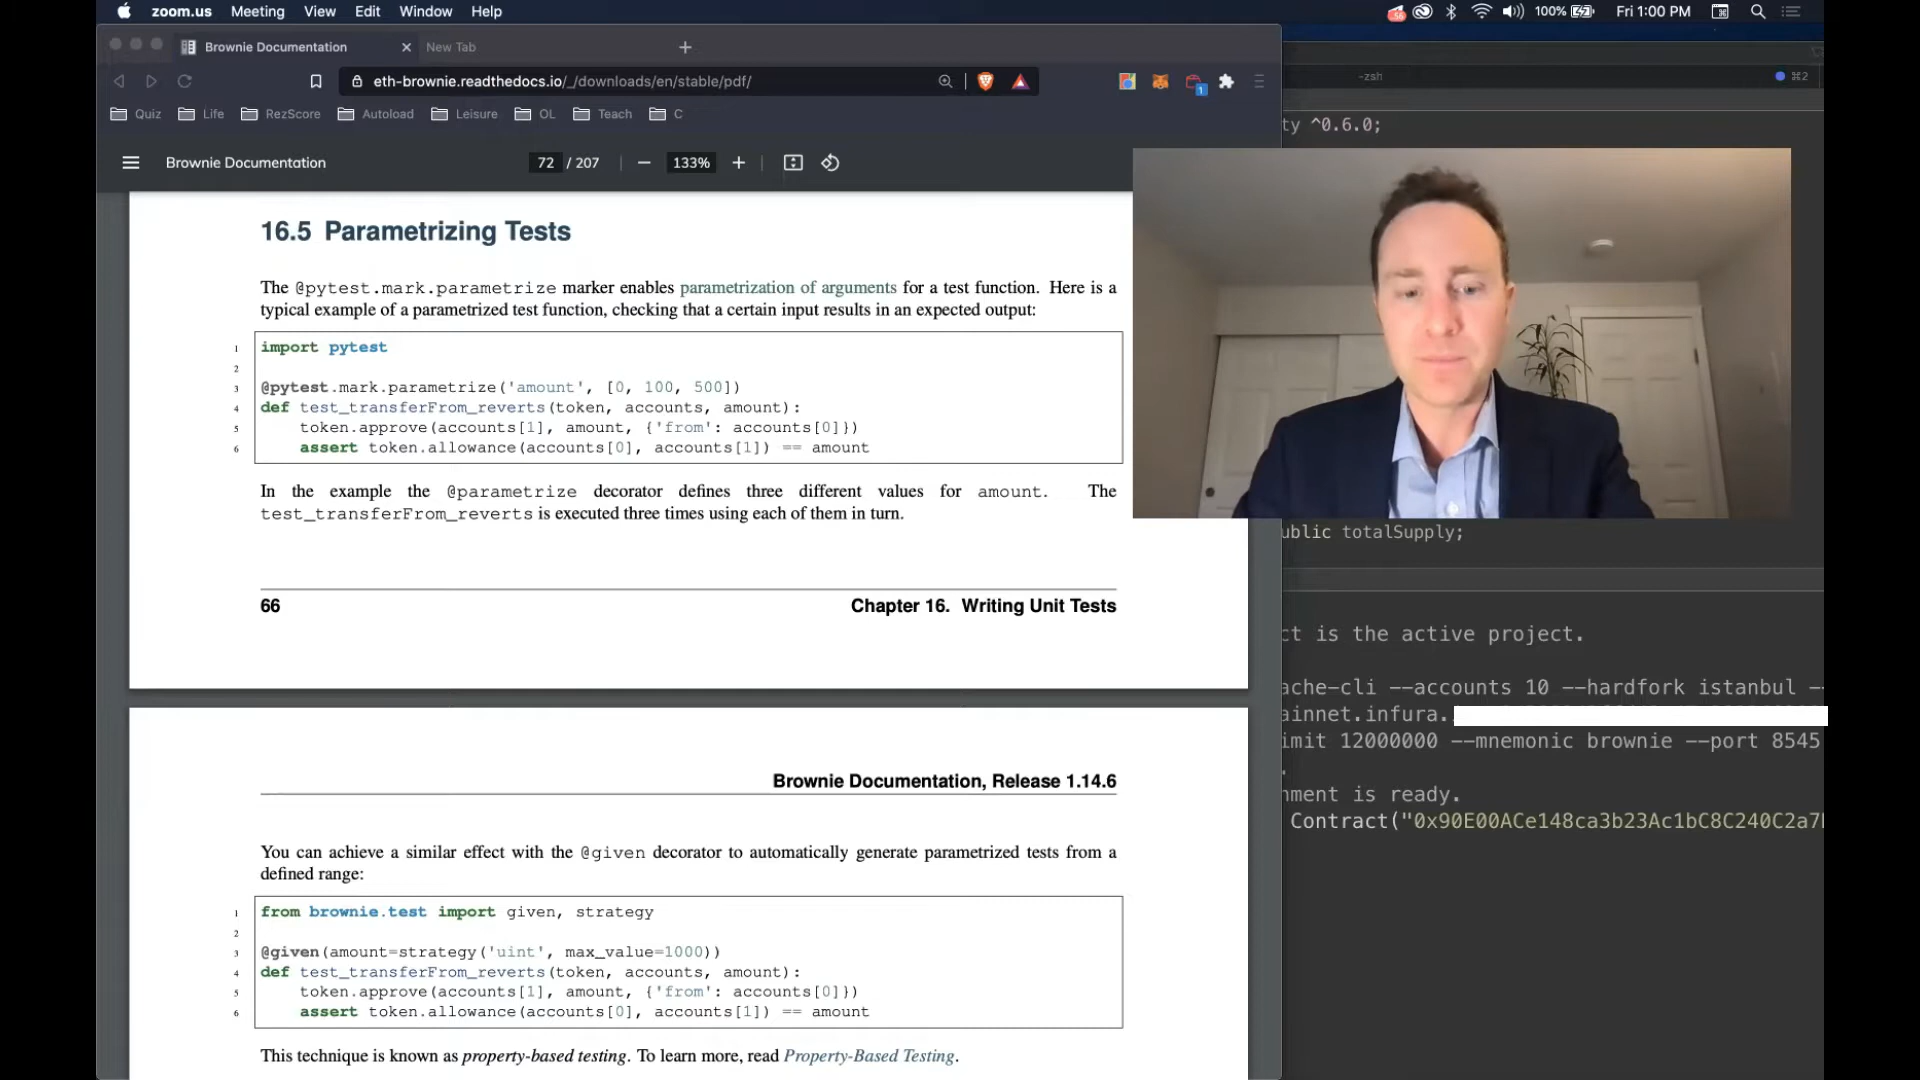 zoom.us Meeting View Edit Window Help
100% Fri 1:00 PM
Brownie Documentation
New Tab
eth-brownie.readthedocs.io/_/downloads/en/stable/pdf/
1
Quiz Life RezScore Autoload Leisure OL Teach C
Brownie Documentation 72 / 207 133%
16.5 Parametrizing Tests
The @pytest.mark.parametrize marker enables parametrization of arguments for a test function. Here is a
typical example of a parametrized test function, checking that a certain input results in an expected output:
1 import pytest
2
3 @pytest.mark.parametrize('amount', [0, 100, 500])
4 def test_transferFrom_reverts(token, accounts, amount):
5 token.approve(accounts[1], amount, {'from': accounts[0]})
6 assert token.allowance(accounts[0], accounts[1]) == amount
In the example the @parametrize decorator defines three different values for amount. The
test_transferFrom_reverts is executed three times using each of them in turn.
66 Chapter 16. Writing Unit Tests
Brownie Documentation, Release 1.14.6
You can achieve a similar effect with the @given decorator to automatically generate parametrized tests from a
defined range:
1 from brownie.test import given, strategy
2
3 @given(amount=strategy('uint', max_value=1000))
4 def test_transferFrom_reverts(token, accounts, amount):
5 token.approve(accounts[1], amount, {'from': accounts[0]})
6 assert token.allowance(accounts[0], accounts[1]) == amount
This technique is known as property-based testing. To learn more, read Property-Based Testing.
-zsh ⌘2
ty ^0.6.0;
ublic totalSupply;
ct is the active project.
ache-cli --accounts 10 --hardfork istanbul --
ainnet.infura.
imit 12000000 --mnemonic brownie --port 8545
.
nment is ready.
Contract("0x90E00ACe148ca3b23Ac1bC8C240C2a7